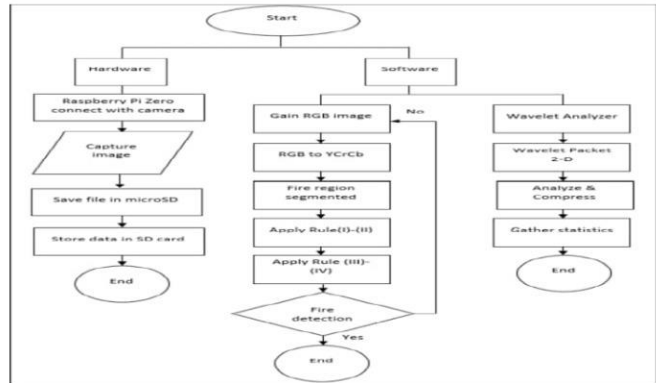 Start
Hardware
Software
Raspberry Pi Zero
connect with camera
Capture
image
Save file in microSD
Store data in SD card
End
Gain RGB image
No
RGB to YCrCb
Fire region
segmented
Apply Rule(I)-(II)
Apply Rule (III)-
(IV)
Fire
detection
Yes
End
Wavelet Analyzer
Wavelet Packet
2-D
Analyze &
Compress
Gather statistics
End